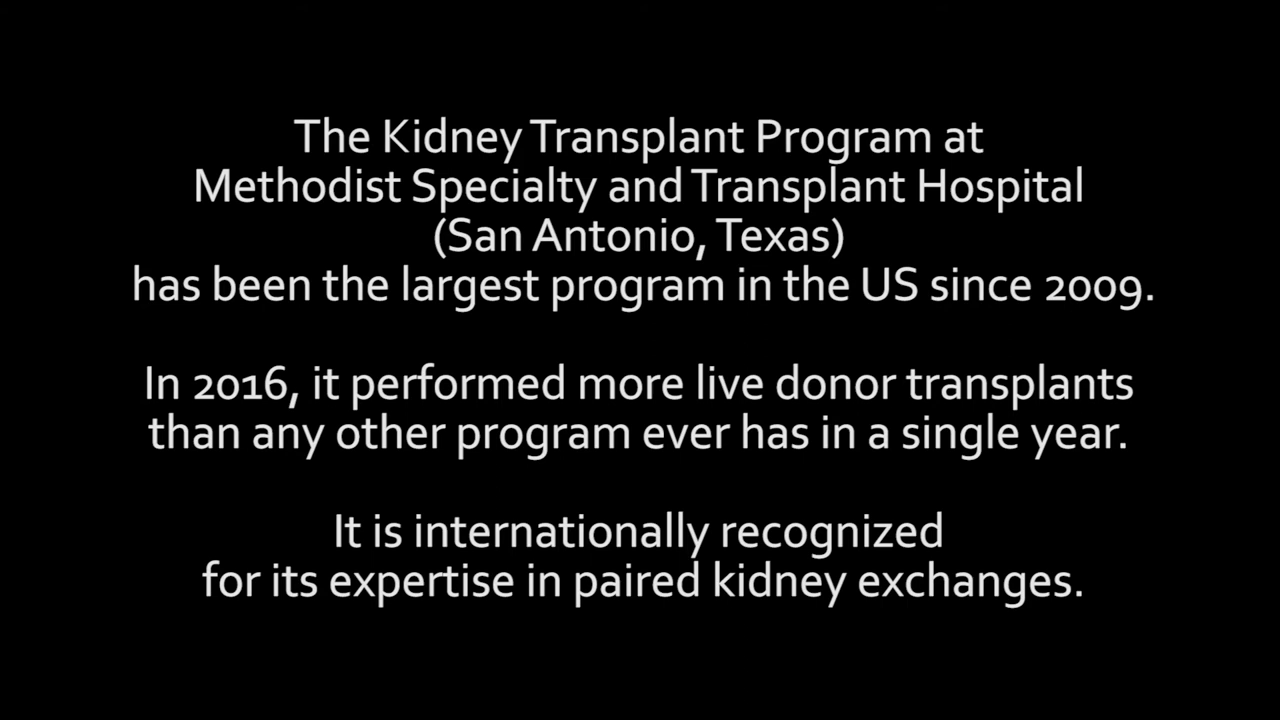 The Kidney Transplant Program at
Methodist Specialty and Transplant Hospital
(San Antonio, Texas)
has been the largest program in the US since 2009.
In 2016, it performed more live donor transplants
than any other program ever has in a single year.
It is internationally recognized
for its expertise in paired kidney exchanges.